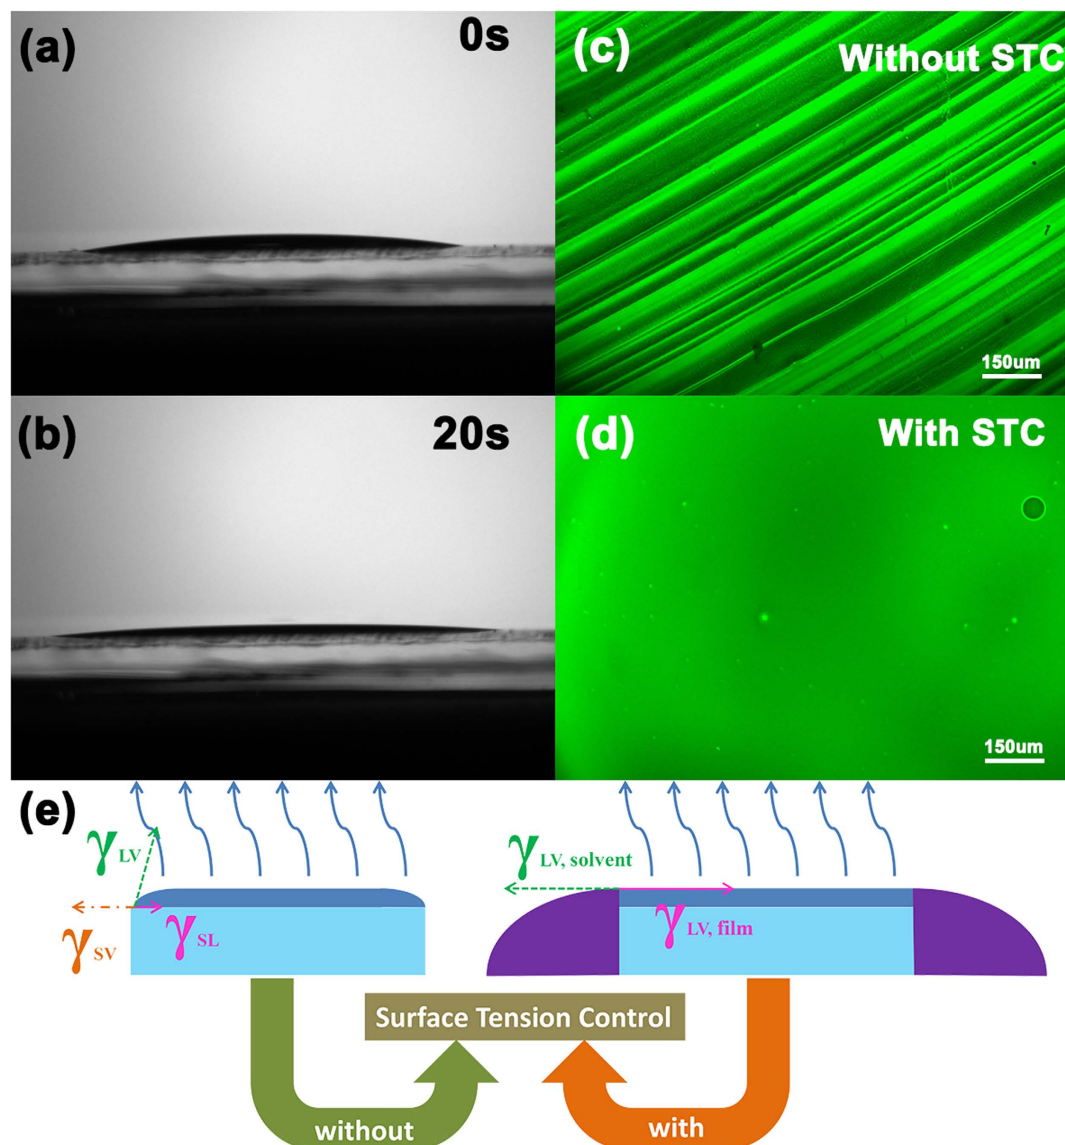 (a)
0s
(c)
Without STC
150um
(b)
20s
(d)
With STC
150um
(e)
γLV
γSV
γSL
γLV, solvent
γLV, film
Surface Tension Control
without
with